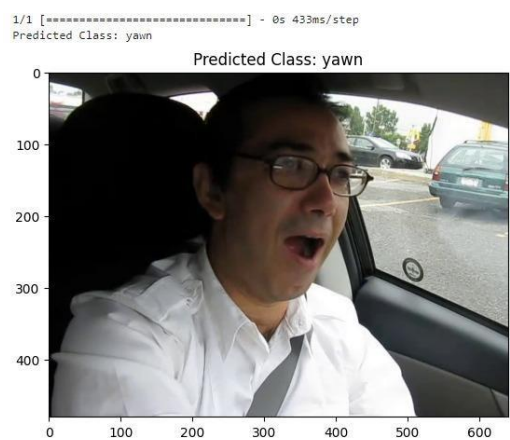 1/1 [==============================] - 0s 433ms/step
Predicted Class: yawn
Predicted Class: yawn
0
100
200
300
400
0 100 200 300 400 500 600